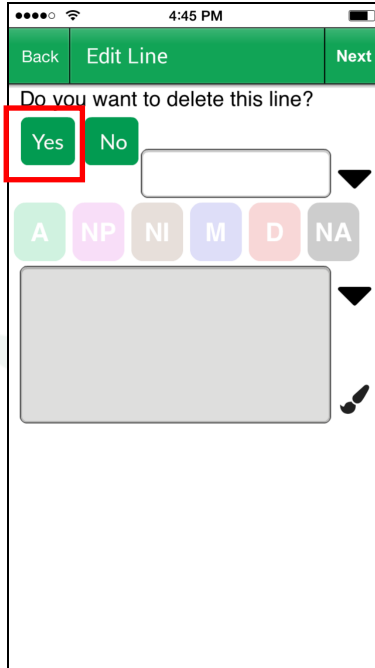 4:45 PM
Back Edit Line Next
Do you want to delete this line?
Yes No
A NP NI M D NA